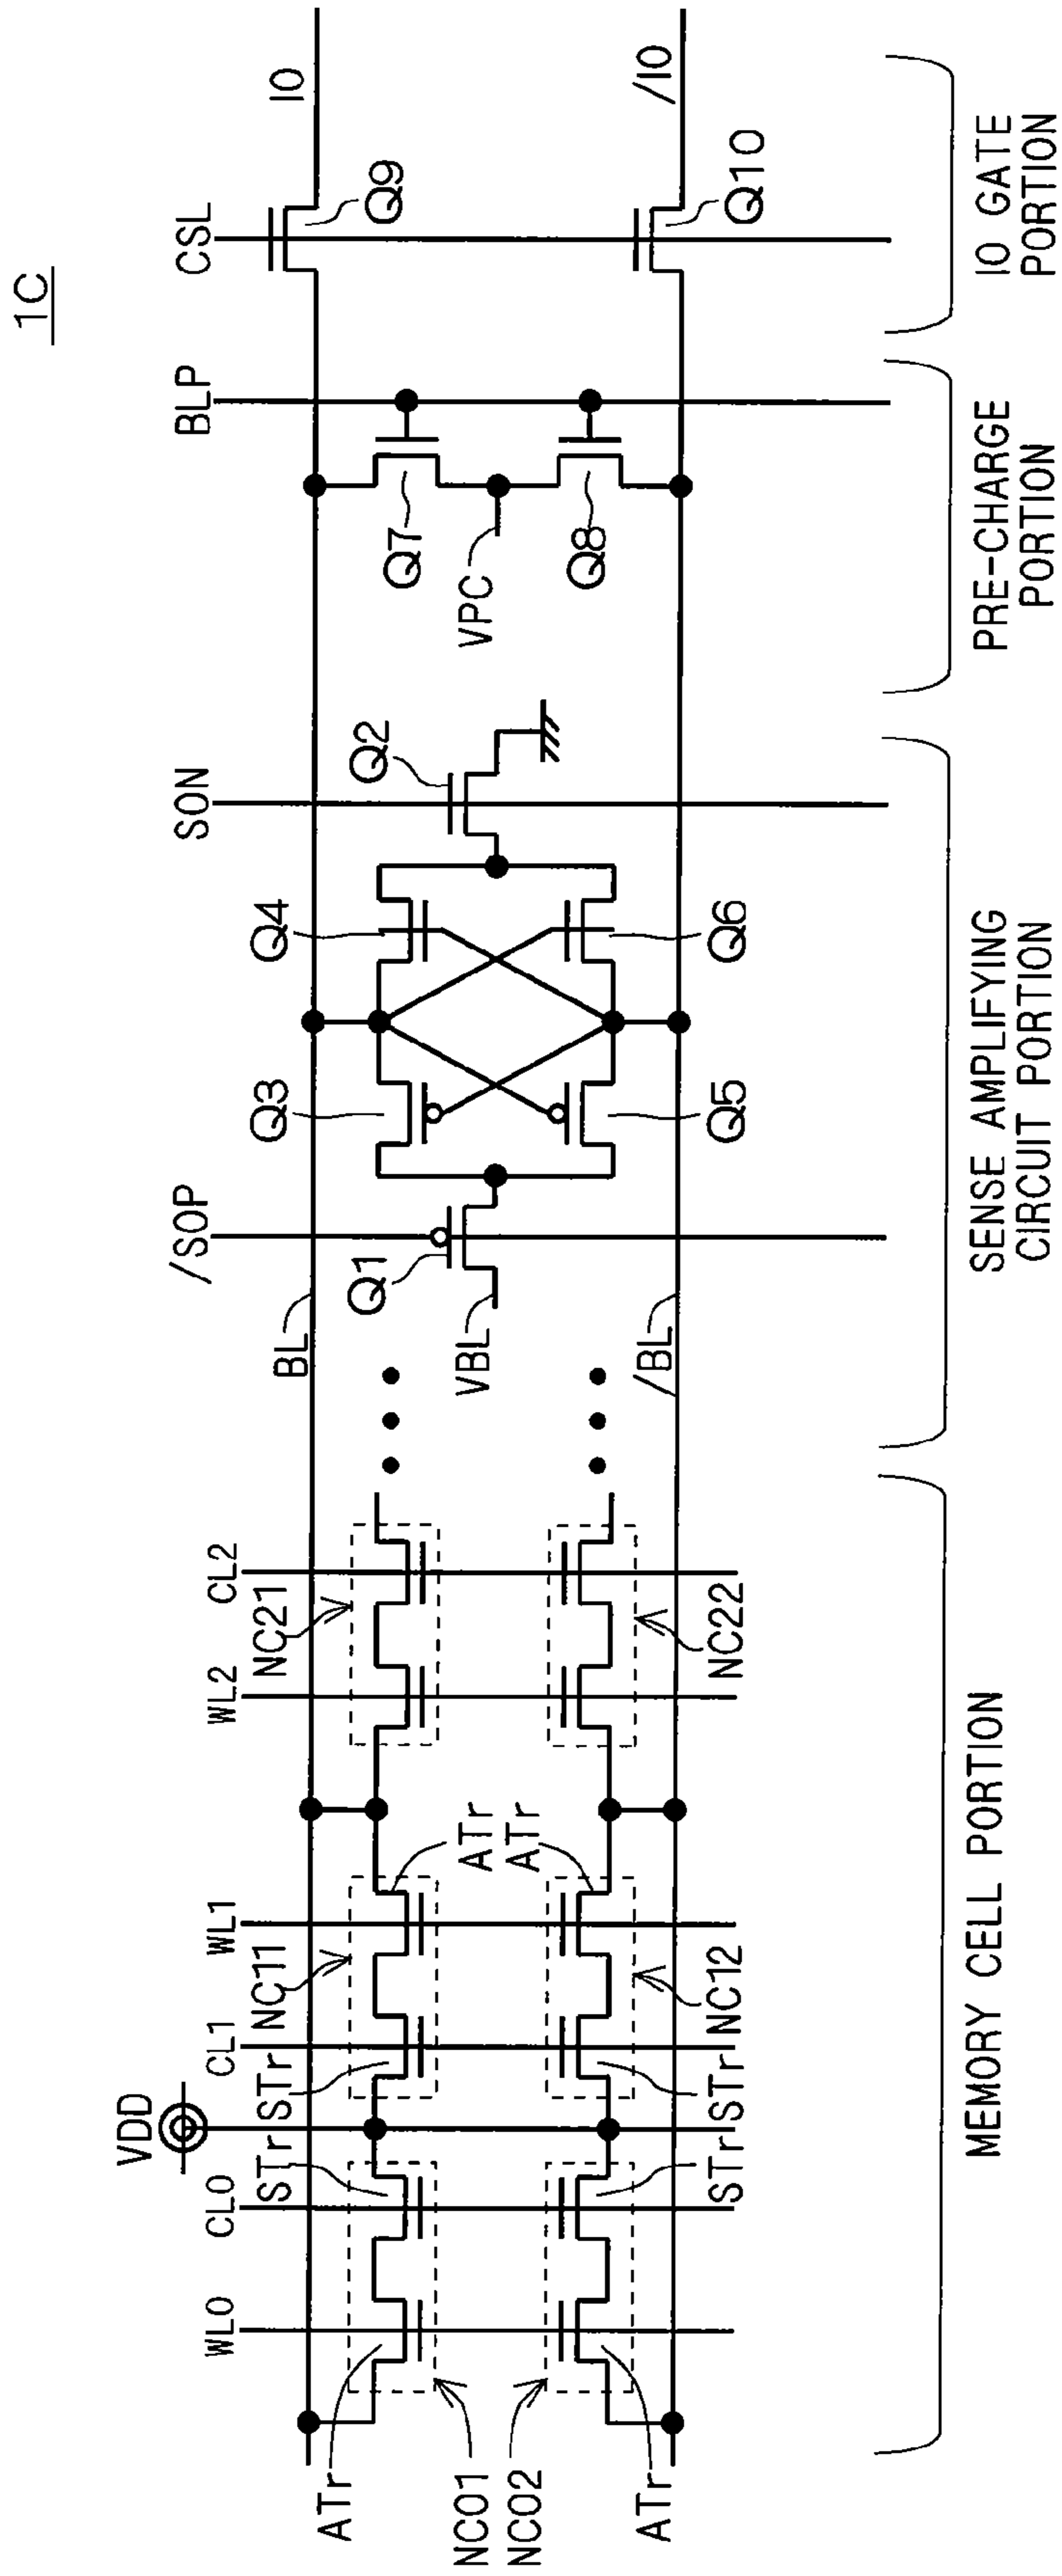 1C
WL0
CL0
VDD
CL1
WL1
WL2
CL2
/SOP
SON
BLP
CSL
ATr
STr
STr
NC11
NC21
BL
Q3
Q4
IO
NC01
NC02
ATr
ATr
VBL
Q1
Q2
VPC
Q7
Q8
Q9
ATr
STr
STr
NC12
NC22
/BL
Q5
Q6
Q10
/IO
MEMORY CELL PORTION
SENSE AMPLIFYING
CIRCUIT PORTION
PRE-CHARGE
PORTION
IO GATE
PORTION